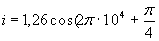 i = 1,26 cos(2π · 10⁴ + π/4